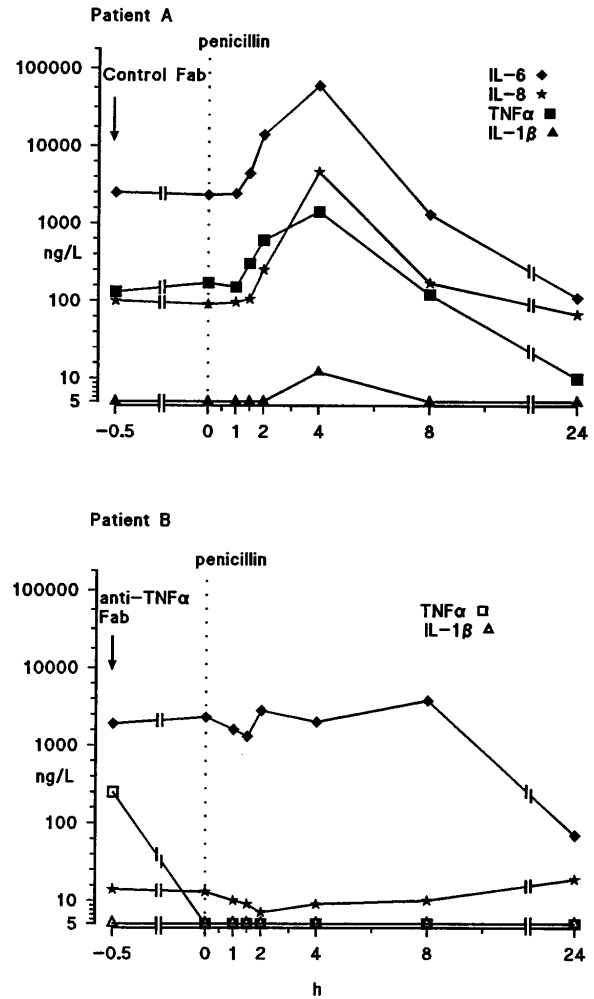 Patient A
penicillin
100000
Control Fab
IL-6
IL-8
TNFα
IL-1β
10000
1000
ng/L
100
10
5
-0.5 0 1 2 4 8 24
Patient B
penicillin
100000
anti-TNFα
Fab
TNFα
IL-1β
10000
1000
ng/L
100
10
5
-0.5 0 1 2 4 8 24
h